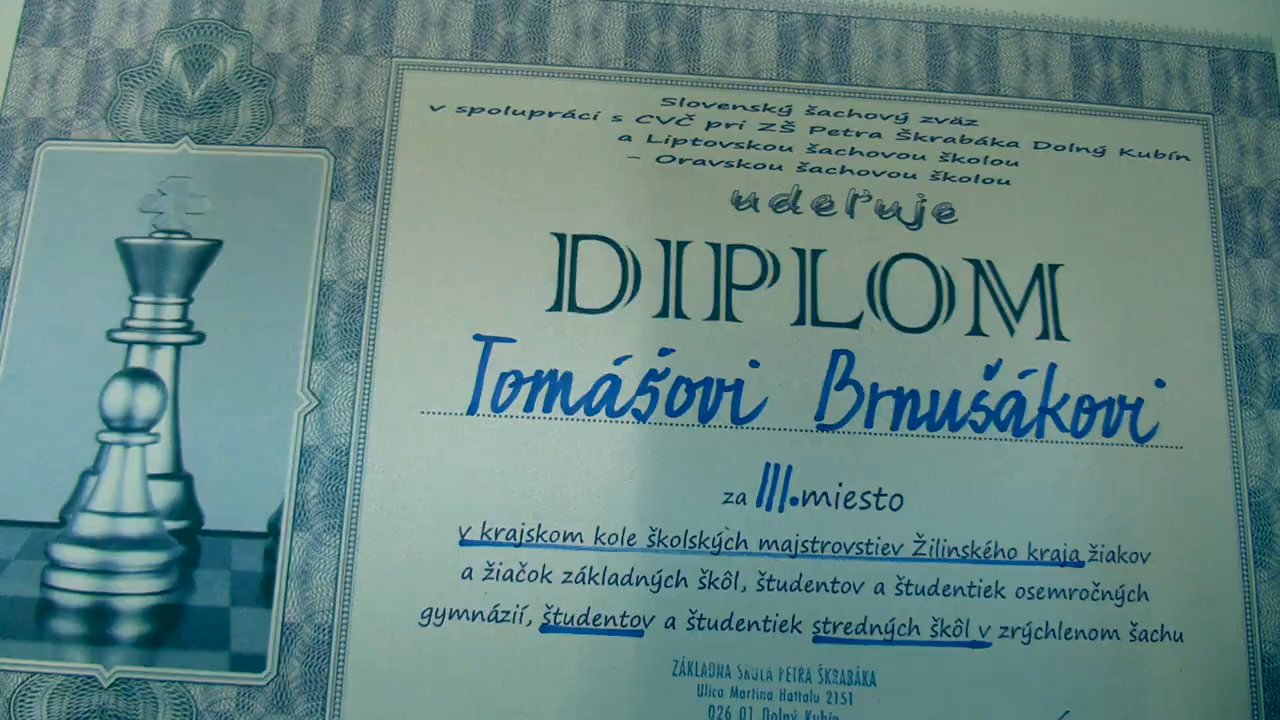 Slovenský šachový zväz
v spolupráci s CVČ pri ZŠ Petra Škrabáka Dolný Kubín
a Liptovskou šachovou školou
– Oravskou šachovou školou
udeľuje
DIPLOM
Tomášovi Brnušákovi
za III. miesto
v krajskom kole školských majstrovstiev Žilinského kraja žiakov
a žiačok základných škôl, študentov a študentiek osemročných
gymnázií, študentov a študentiek stredných škôl v zrýchlenom šachu
ZÁKLADNÁ ŠKOLA PETRA ŠKRABÁKA
Ulica Martina Hattalu 2151
026 01 Dolný Kubín